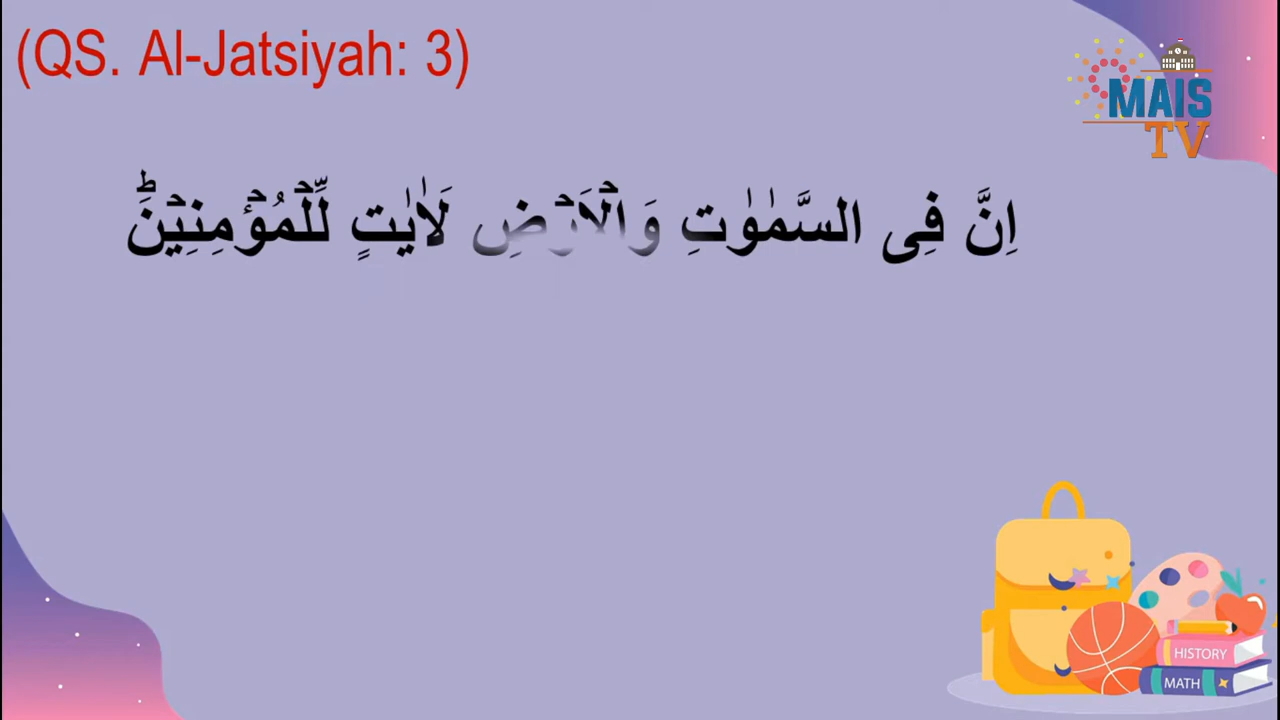 (QS. Al-Jatsiyah: 3)
MAIS
TV
اِنَّ فِى السَّمٰوٰتِ وَالۡاَرۡضِ لَاٰيٰتٍ لِّلۡمُؤۡمِنِيۡنَؕ
HISTORY
MATH